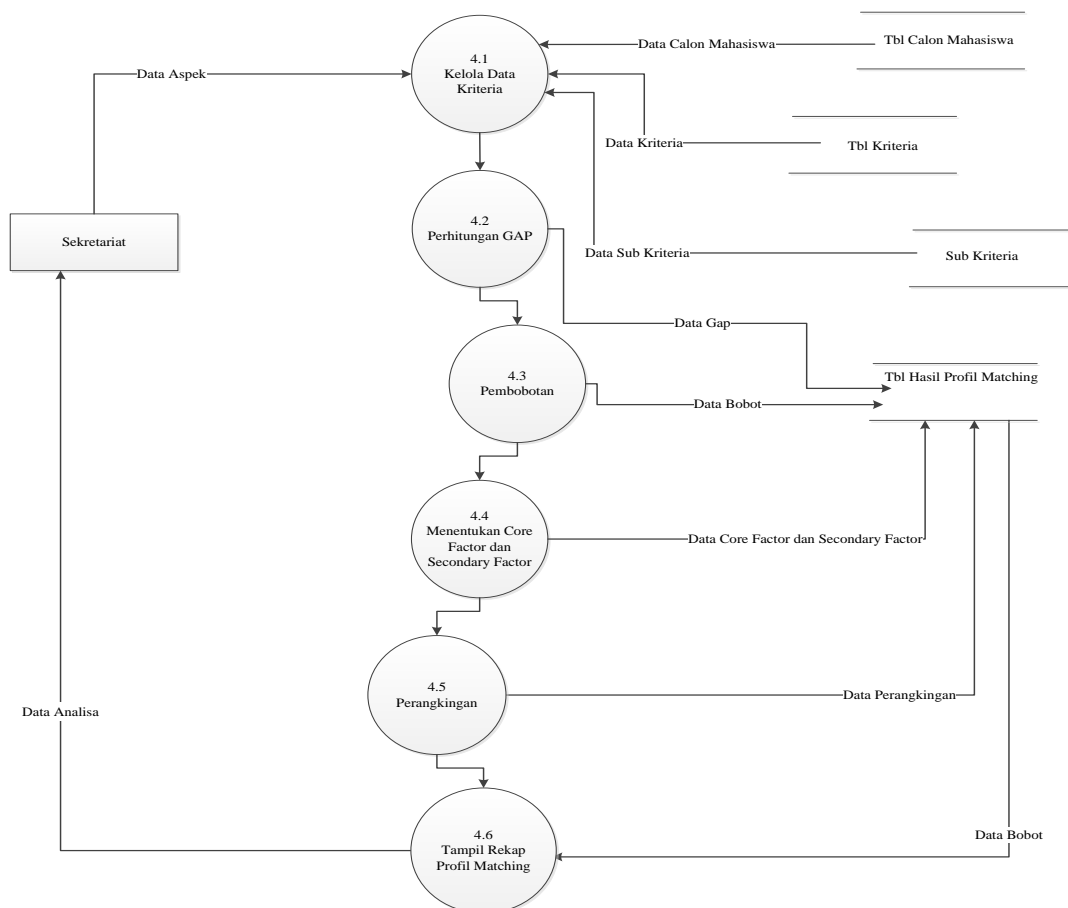 Data Calon Mahasiswa
Tbl Calon Mahasiswa
4.1
Kelola Data
Kriteria
Data Aspek
Data Kriteria
Tbl Kriteria
4.2
Perhitungan GAP
Sekretariat
Data Sub Kriteria
Sub Kriteria
Data Gap
Tbl Hasil Profil Matching
4.3
Pembobotan
Data Bobot
4.4
Menentukan Core
Factor dan
Secondary Factor
Data Core Factor dan Secondary Factor
4.5
Perangkingan
Data Perangkingan
Data Analisa
4.6
Tampil Rekap
Profil Matching
Data Bobot